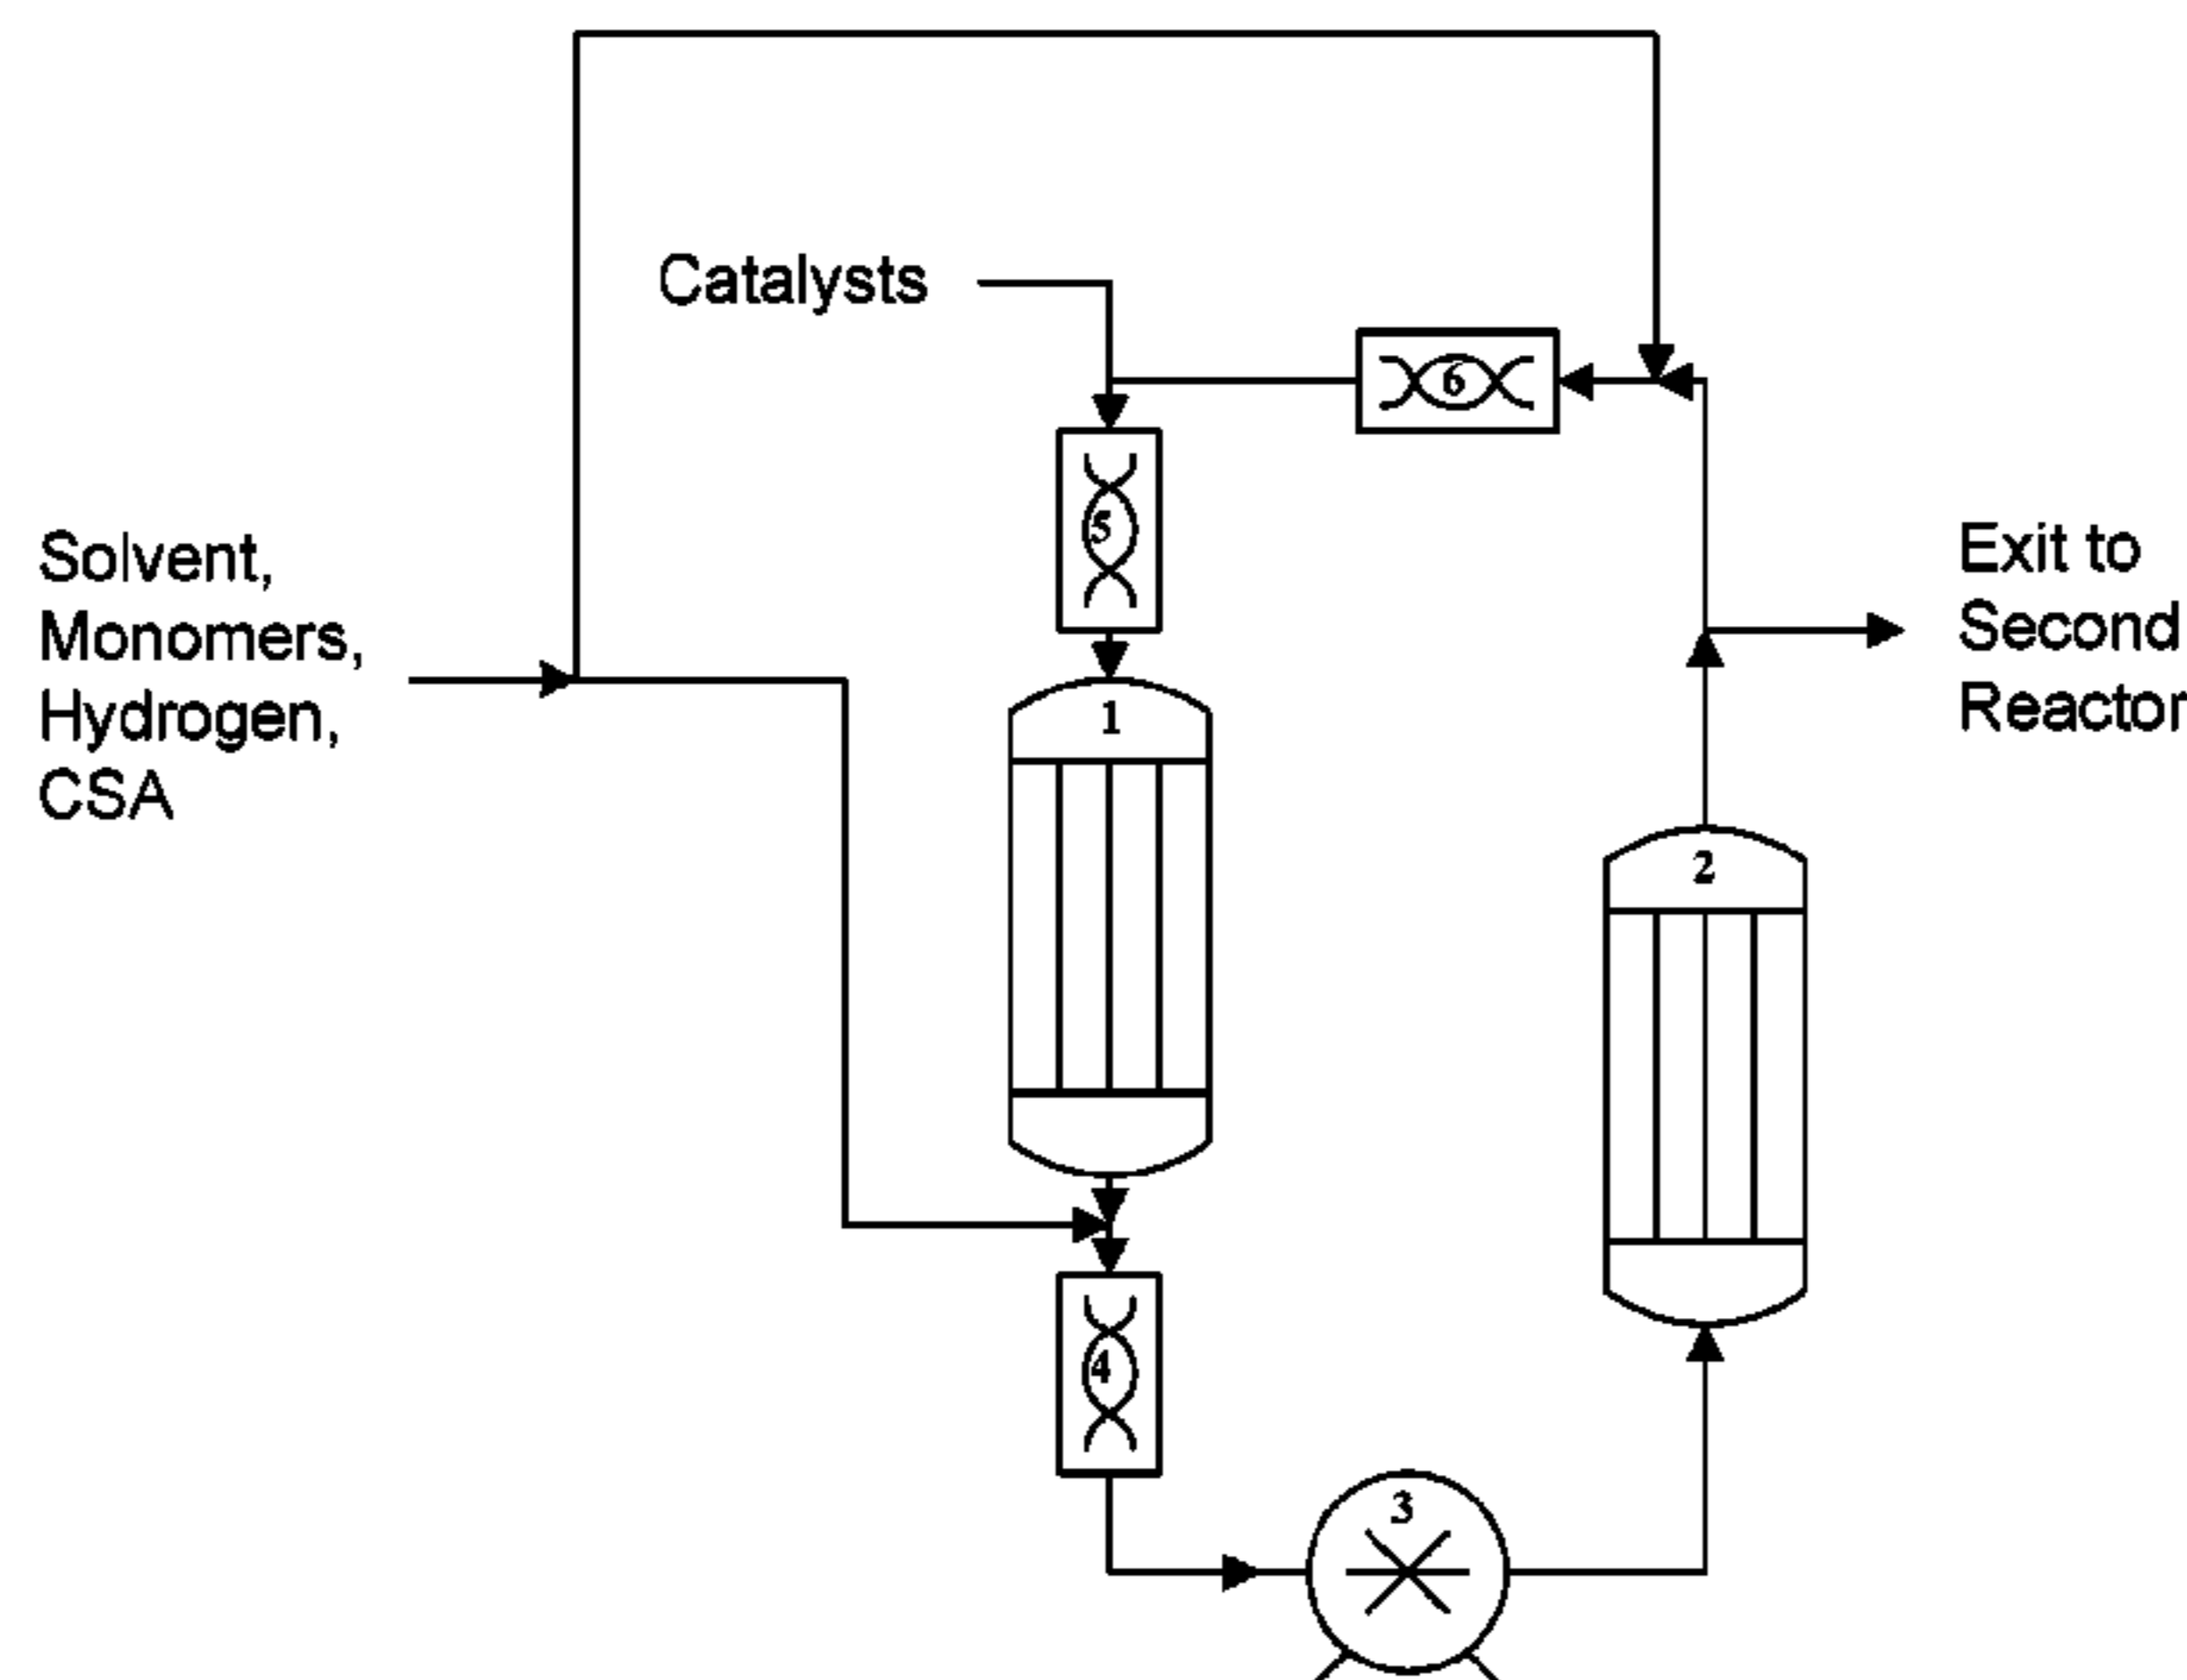 Catalysts
6
5
Solvent,
Monomers,
Hydrogen,
CSA
Exit to
Second
Reactor
1
2
4
3